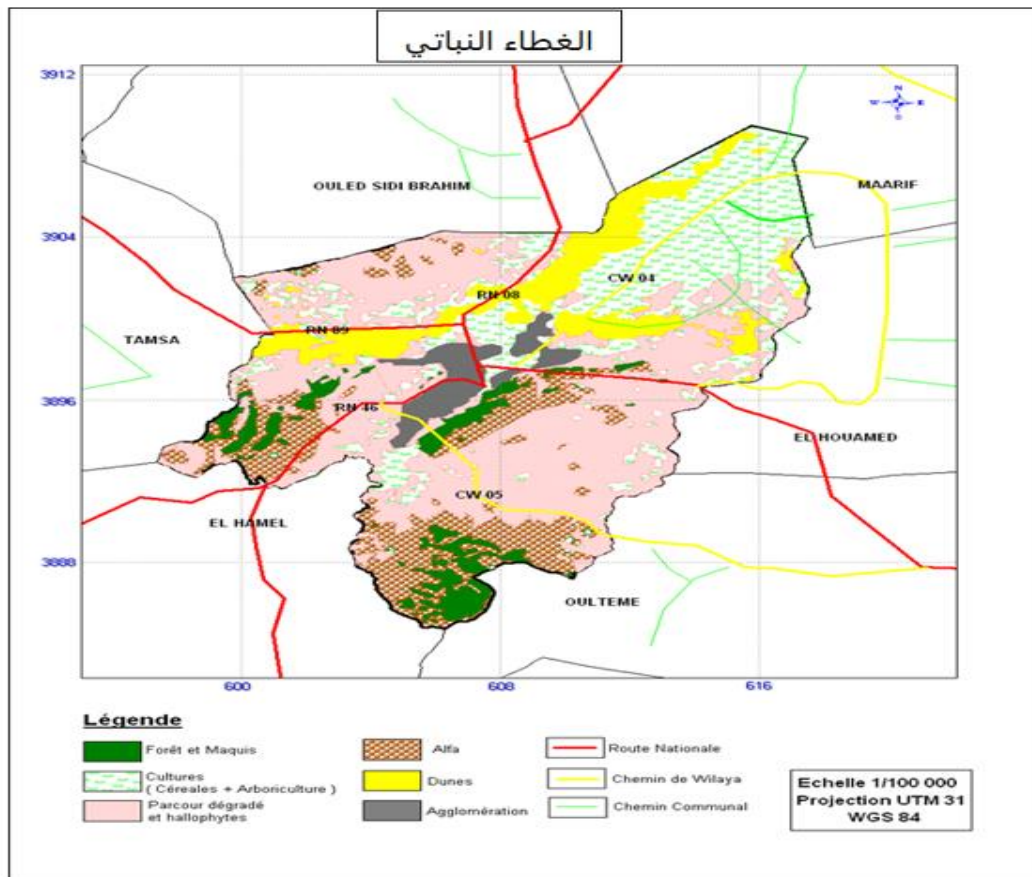 الغطاء النباتي
3912
N
W E
O
OULED SIDI BRAHIM
MAARIF
3904
CW 04
RN 08
RN 89
TAMSA
3896
RN 46
EL HOUAMED
CW 05
EL HAMEL
3888
OULTEME
600
608
616
Légende
Forêt et Maquis
Alfa
Route Nationale
Cultures
( Céreales + Arboriculture )
Dunes
Chemin de Wilaya
Parcour dégradé
et hallophytes
Agglomération
Chemin Communal
Echelle 1/100 000
Projection UTM 31
WGS 84